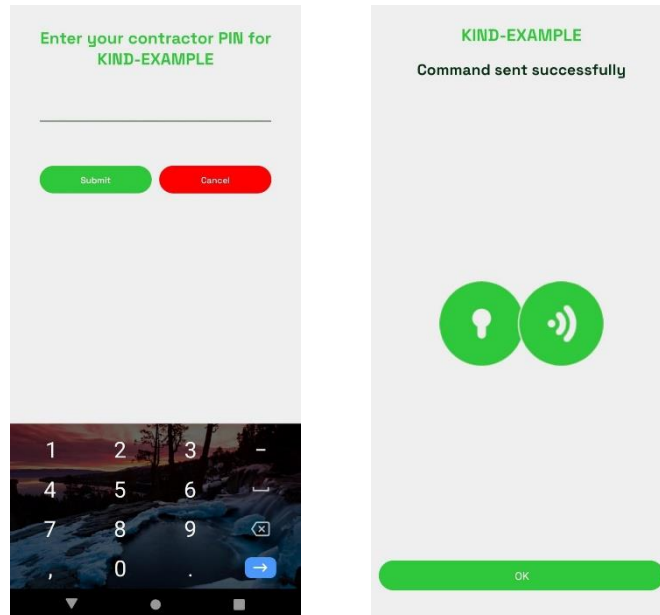 Enter your contractor PIN for
KIND-EXAMPLE
Submit Cancel
1 2 3 -
4 5 6
7 8 9
, 0 .
KIND-EXAMPLE
Command sent successfully
OK